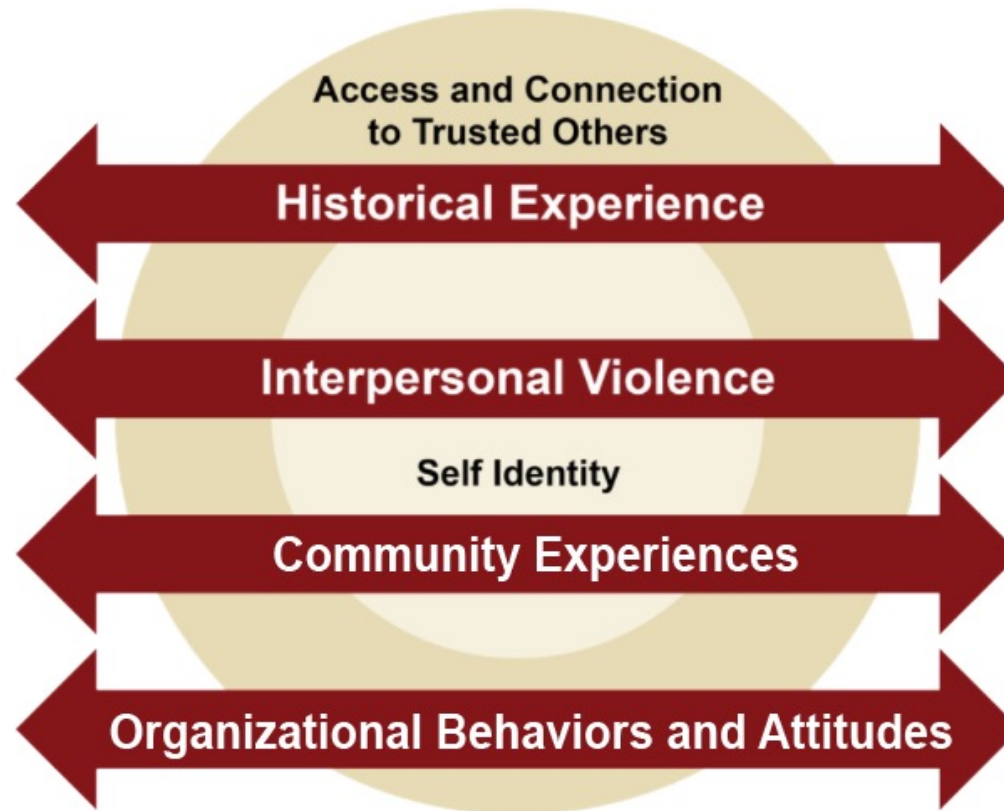 Access and Connection
to Trusted Others
Historical Experience
Interpersonal Violence
Self Identity
Community Experiences
Organizational Behaviors and Attitudes